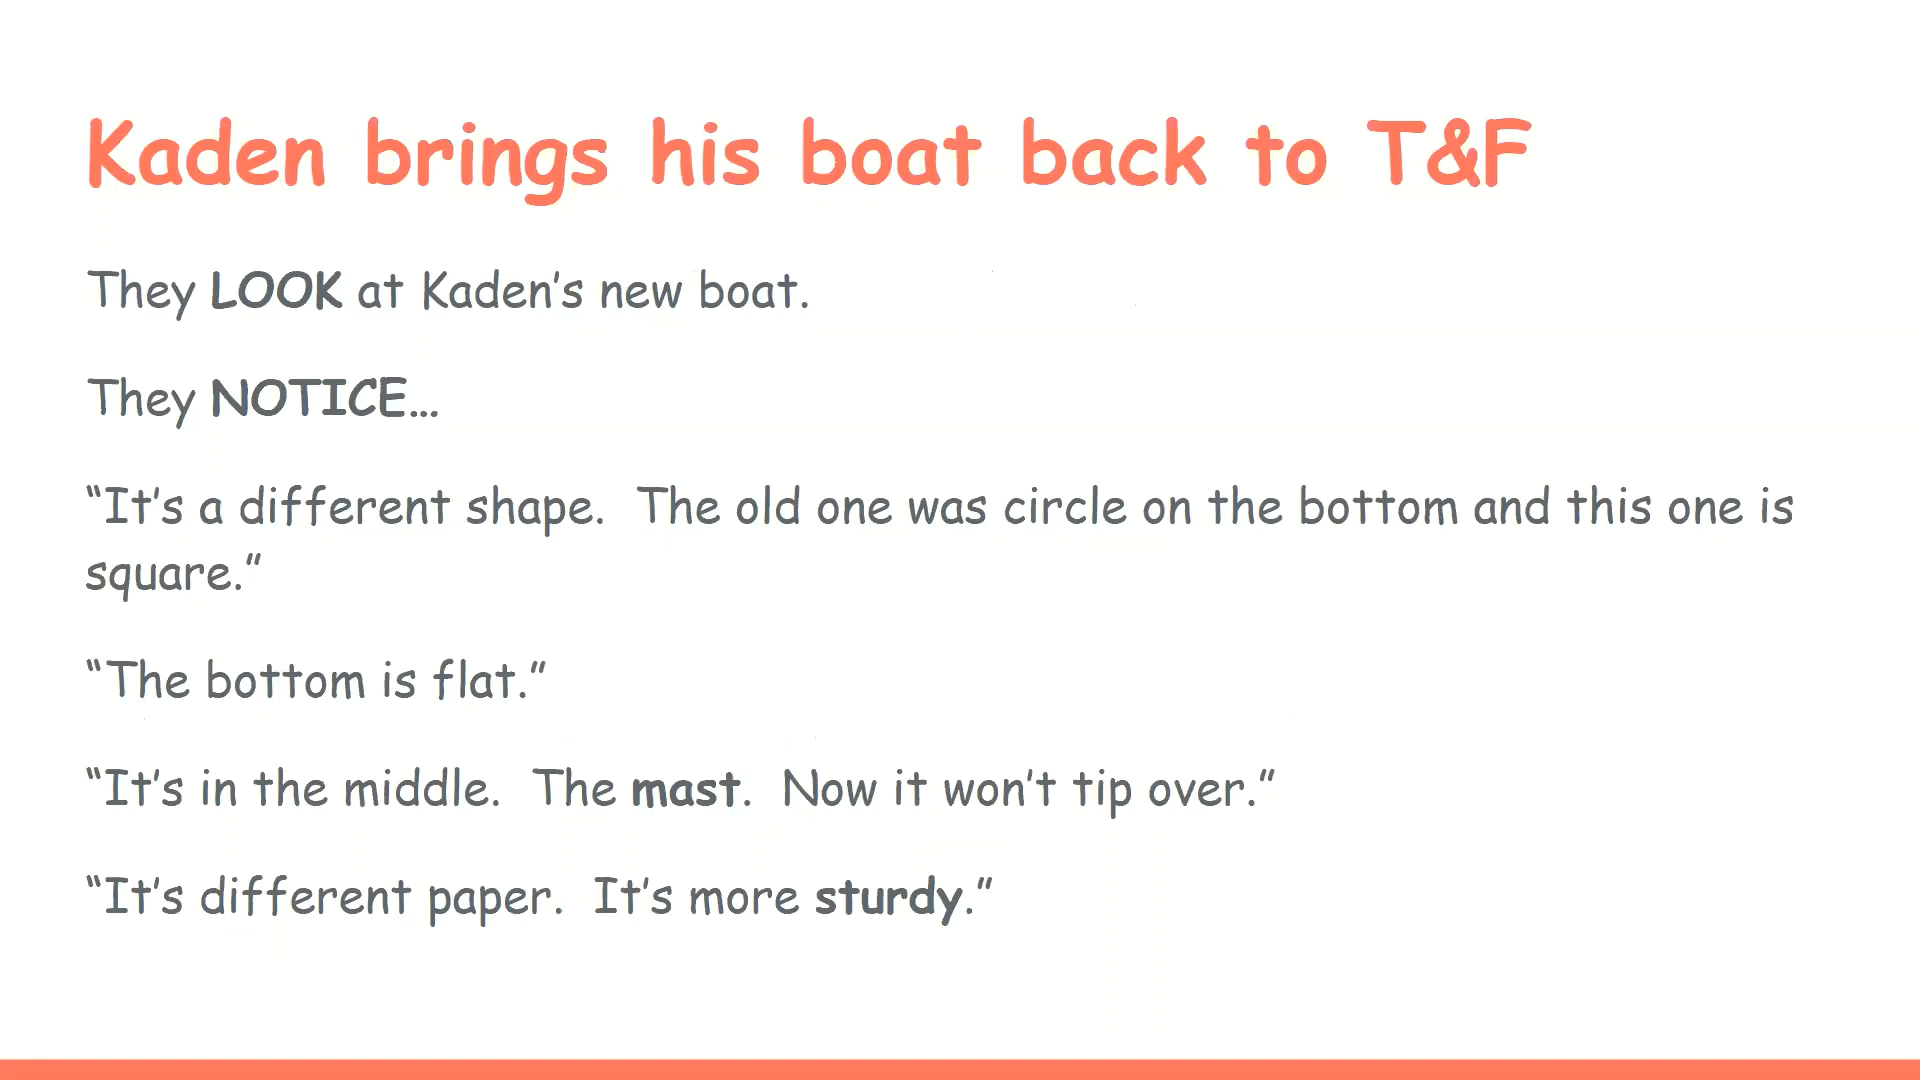 Kaden brings his boat back to T&F
They LOOK at Kaden's new boat.
They NOTICE...
“It's a different shape.  The old one was circle on the bottom and this one is
square.”
“The bottom is flat.”
“It's in the middle.  The mast.  Now it won't tip over.”
“It's different paper.  It's more sturdy.”